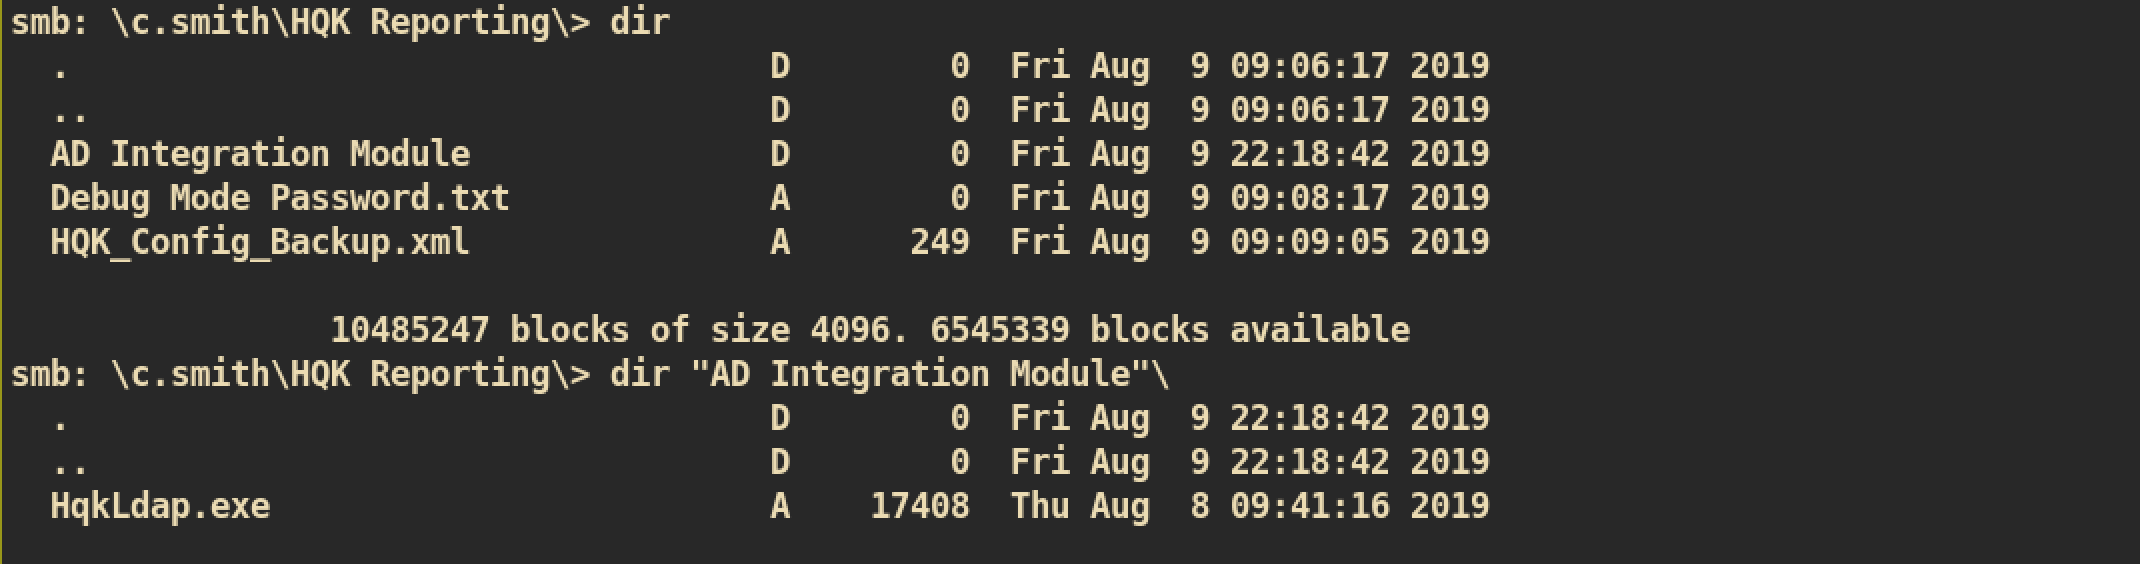 smb: \c.smith\HQK Reporting\> dir
  .                                   D        0  Fri Aug  9 09:06:17 2019
  ..                                  D        0  Fri Aug  9 09:06:17 2019
  AD Integration Module               D        0  Fri Aug  9 22:18:42 2019
  Debug Mode Password.txt             A        0  Fri Aug  9 09:08:17 2019
  HQK_Config_Backup.xml               A      249  Fri Aug  9 09:09:05 2019

                10485247 blocks of size 4096. 6545339 blocks available
smb: \c.smith\HQK Reporting\> dir "AD Integration Module"\
  .                                   D        0  Fri Aug  9 22:18:42 2019
  ..                                  D        0  Fri Aug  9 22:18:42 2019
  HqkLdap.exe                         A    17408  Thu Aug  8 09:41:16 2019